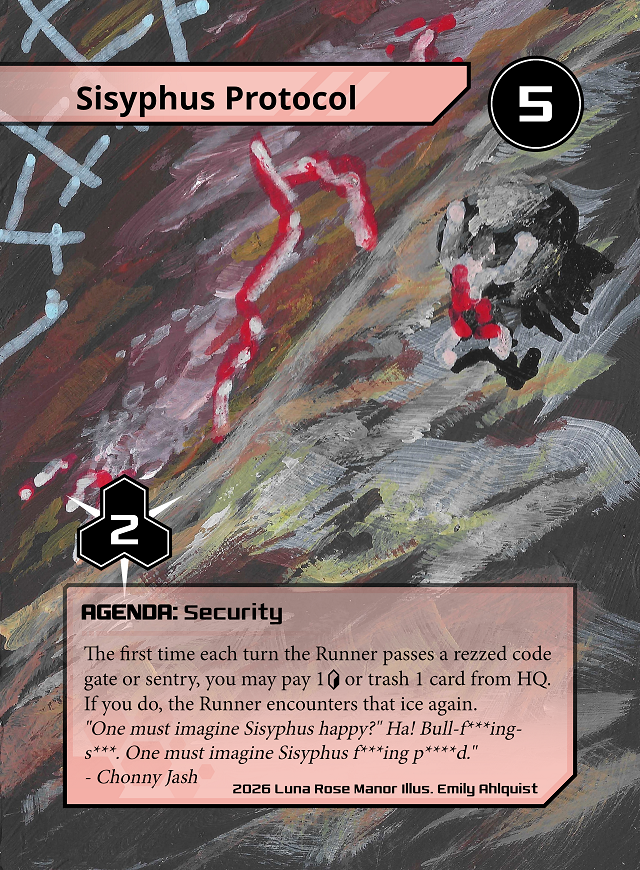 Sisyphus Protocol
5
2
AGENDA: Security
The first time each turn the Runner passes a rezzed code
gate or sentry, you may pay 1 or trash 1 card from HQ.
If you do, the Runner encounters that ice again.
"One must imagine Sisyphus happy?" Ha! Bull-f***ing-
s***. One must imagine Sisyphus f***ing p****d."
- Chonny Jash
2026 Luna Rose Manor Illus. Emily Ahlquist